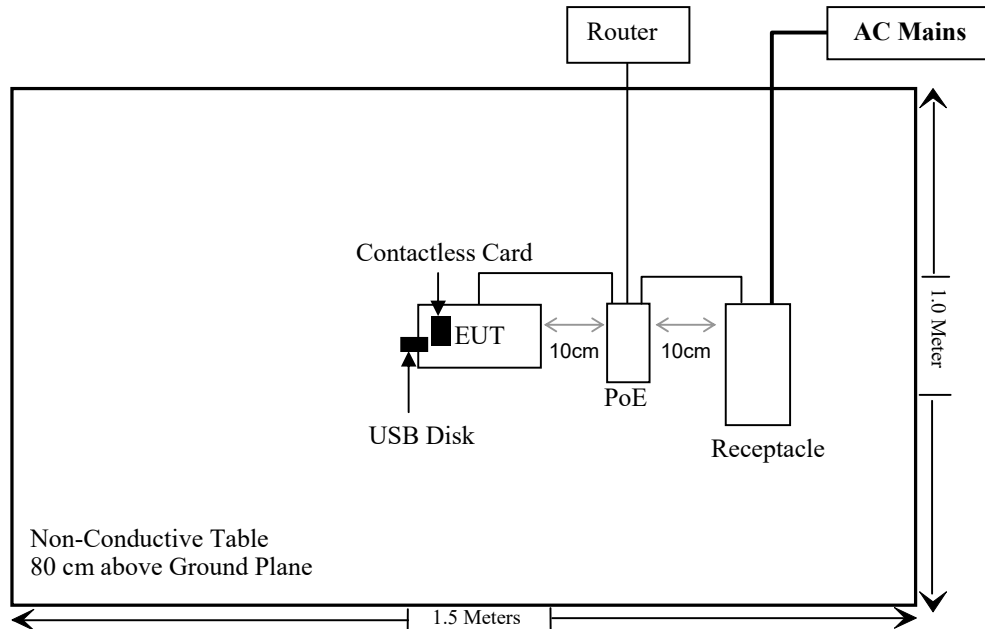 Router
AC Mains
Contactless Card
EUT
10cm
10cm
PoE
USB Disk
Receptacle
1.0 Meter
Non-Conductive Table
80 cm above Ground Plane
1.5 Meters